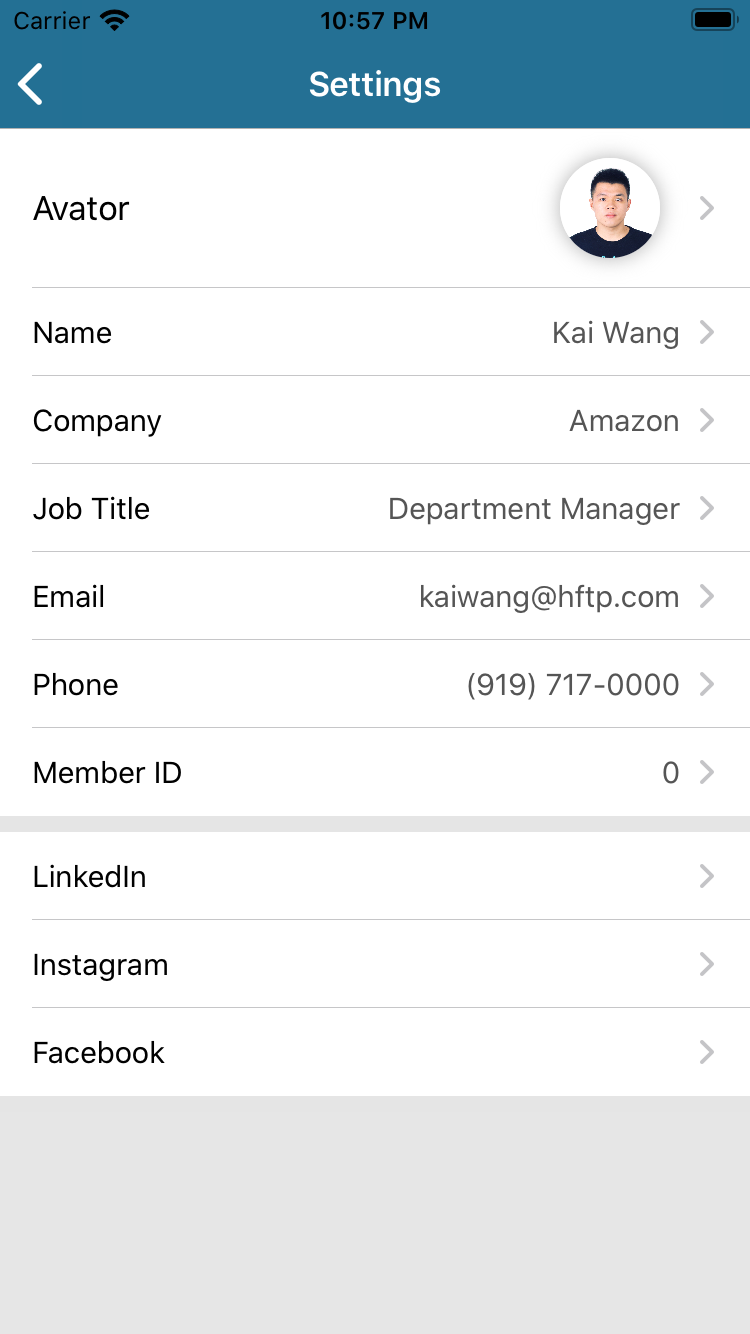 Carrier 10:57 PM
Settings
Avator
Name Kai Wang
Company Amazon
Job Title Department Manager
Email kaiwang@hftp.com
Phone (919) 717-0000
Member ID 0
LinkedIn
Instagram
Facebook